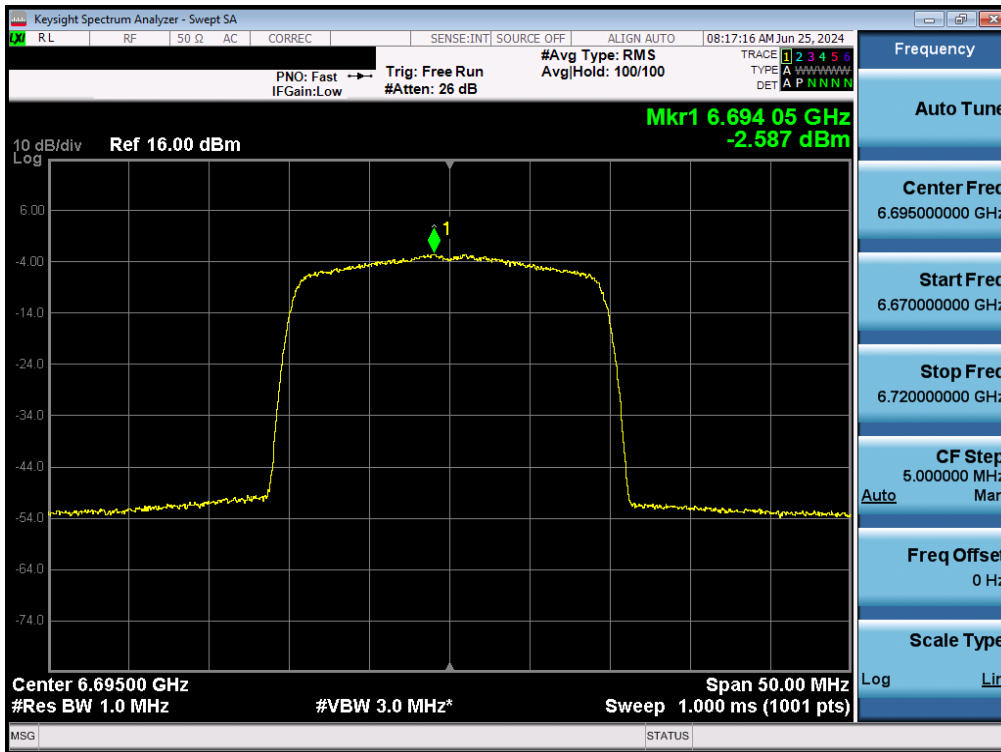 Keysight Spectrum Analyzer - Swept SA
LXI RL RF 50 Ω AC CORREC SENSE:INT SOURCE OFF ALIGN AUTO 08:17:16 AM Jun 25, 2024
PNO: Fast
IFGain:Low
Trig: Free Run
#Atten: 26 dB
#Avg Type: RMS
Avg|Hold: 100/100
TRACE 1 2 3 4 5 6
TYPE A WWWWW
DET A P N N N N
Mkr1 6.694 05 GHz
-2.587 dBm
10 dB/div Ref 16.00 dBm
Log
1
6.00
-4.00
-14.0
-24.0
-34.0
-44.0
-54.0
-64.0
-74.0
Center 6.69500 GHz Span 50.00 MHz
#Res BW 1.0 MHz #VBW 3.0 MHz* Sweep 1.000 ms (1001 pts)
MSG STATUS
Frequency
Auto Tune
Center Freq
6.695000000 GHz
Start Freq
6.670000000 GHz
Stop Freq
6.720000000 GHz
CF Step
5.000000 MHz
Auto Man
Freq Offset
0 Hz
Scale Type
Log Lin